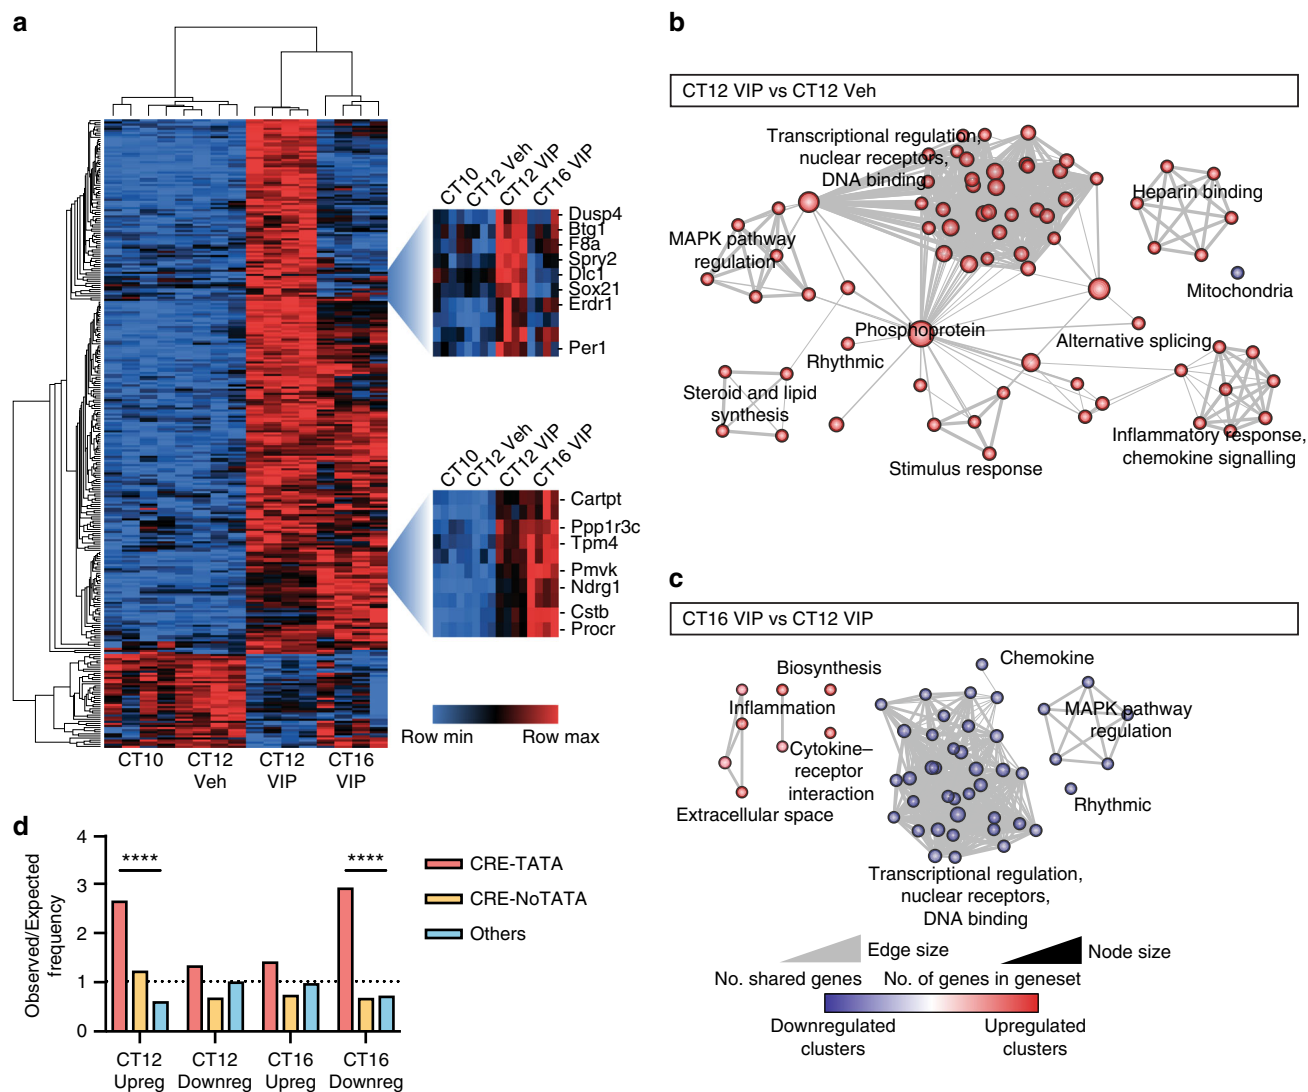 a
CT10
CT12 Veh
CT12 VIP
CT16 VIP
Dusp4
Btg1
F8a
Spry2
Dlc1
Sox21
Erdr1
Per1
CT10
CT12 Veh
CT12 VIP
CT16 VIP
Cartpt
Ppp1r3c
Tpm4
Pmvk
Ndrg1
Cstb
Procr
Row min
Row max
CT10
CT12
Veh
CT12
VIP
CT16
VIP
b
CT12 VIP vs CT12 Veh
Transcriptional regulation,
nuclear receptors,
DNA binding
Heparin binding
MAPK pathway
regulation
Mitochondria
Phosphoprotein
Alternative splicing
Rhythmic
Steroid and lipid
synthesis
Inflammatory response,
chemokine signalling
Stimulus response
c
CT16 VIP vs CT12 VIP
Biosynthesis
Chemokine
Inflammation
MAPK pathway
regulation
Cytokine–
receptor
interaction
Rhythmic
Extracellular space
Transcriptional regulation,
nuclear receptors,
DNA binding
Edge size
Node size
No. shared genes
No. of genes in geneset
Downregulated
clusters
Upregulated
clusters
d
Observed/Expected
frequency
4
3
2
1
0
****
****
CRE-TATA
CRE-NoTATA
Others
CT12
Upreg
CT12
Downreg
CT16
Upreg
CT16
Downreg